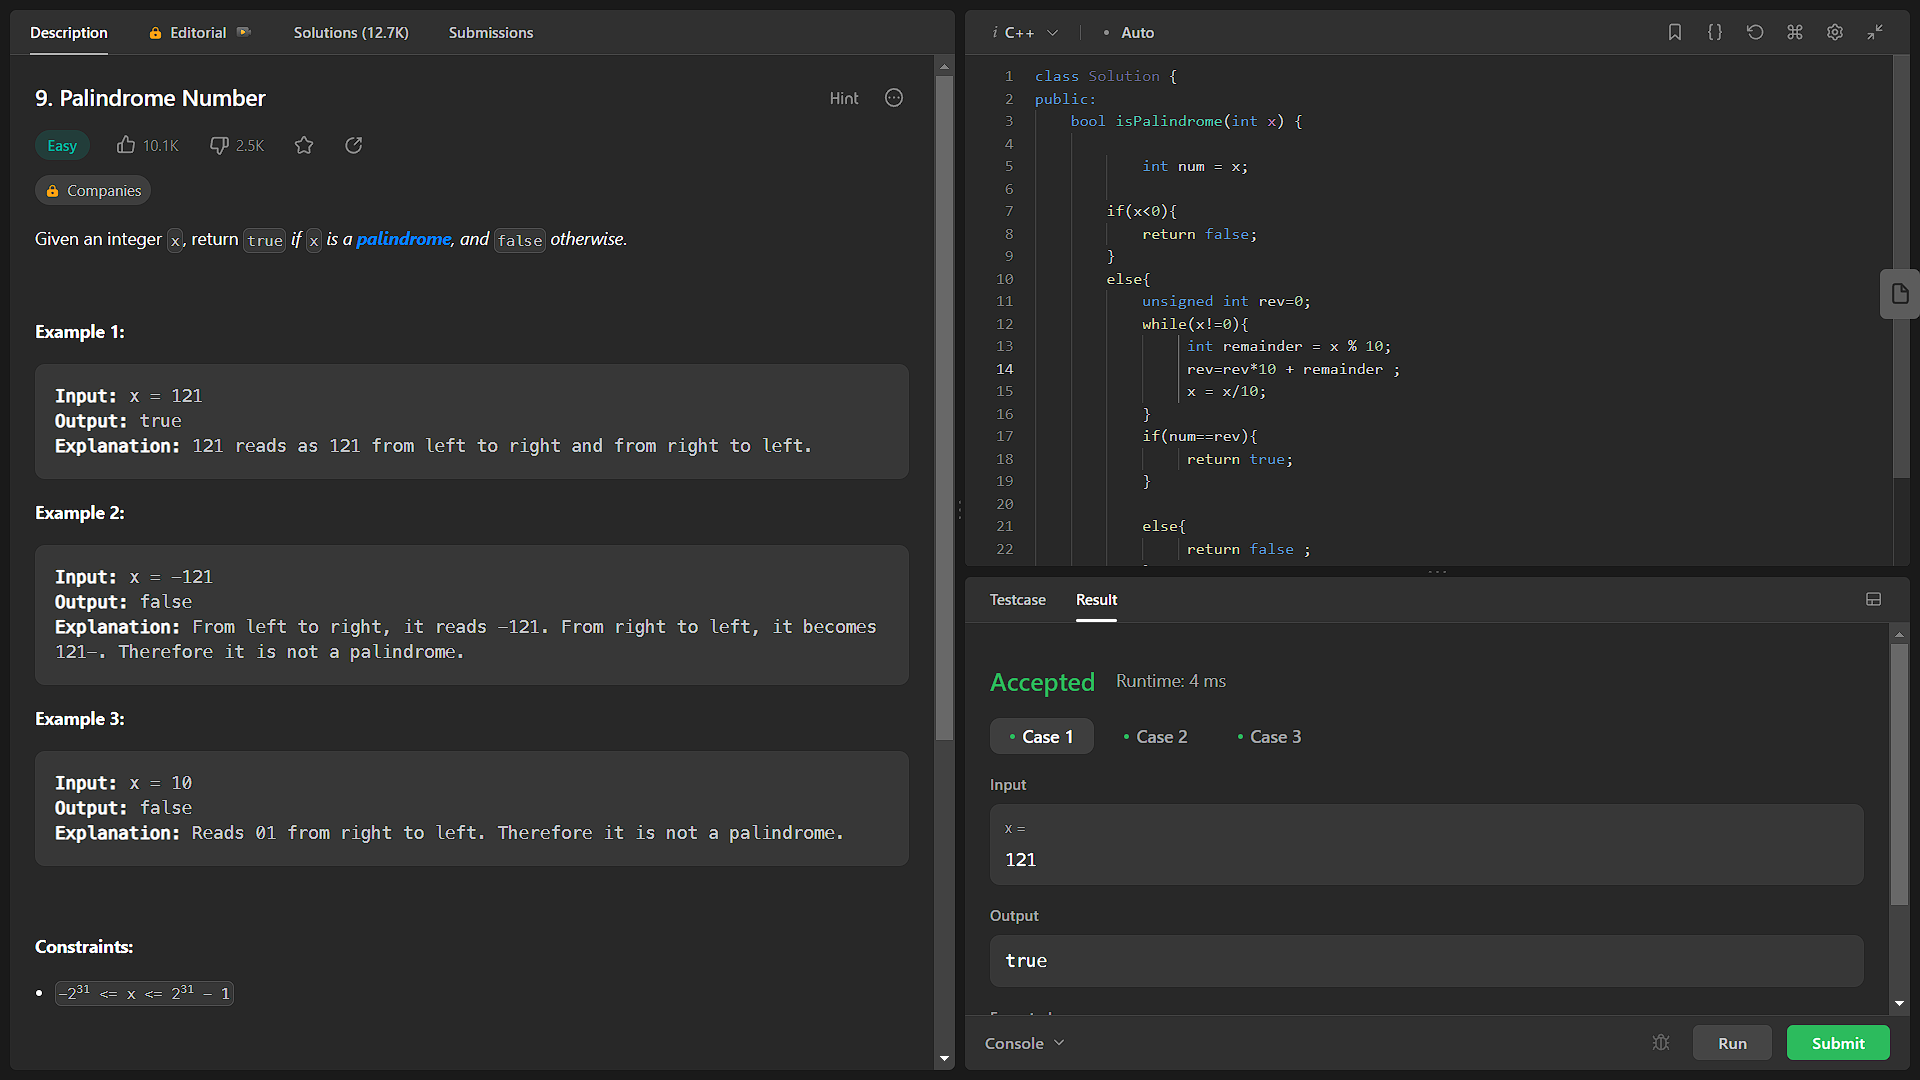 Description Editorial Solutions (12.7K) Submissions
9. Palindrome Number Hint
Easy 10.1K 2.5K
Companies
Given an integer x, return true if x is a palindrome, and false otherwise.
Example 1:
Input: x = 121
Output: true
Explanation: 121 reads as 121 from left to right and from right to left.
Example 2:
Input: x = -121
Output: false
Explanation: From left to right, it reads -121. From right to left, it becomes
121-. Therefore it is not a palindrome.
Example 3:
Input: x = 10
Output: false
Explanation: Reads 01 from right to left. Therefore it is not a palindrome.
Constraints:
• -2³¹ <= x <= 2³¹ - 1
i C++ • Auto
1 class Solution {
2 public:
3 bool isPalindrome(int x) {
4
5 int num = x;
6
7 if(x<0){
8 return false;
9 }
10 else{
11 unsigned int rev=0;
12 while(x!=0){
13 int remainder = x % 10;
14 rev=rev*10 + remainder ;
15 x = x/10;
16 }
17 if(num==rev){
18 return true;
19 }
20
21 else{
22 return false ;
Testcase Result
Accepted Runtime: 4 ms
• Case 1 • Case 2 • Case 3
Input
x =
121
Output
true
Console Run Submit